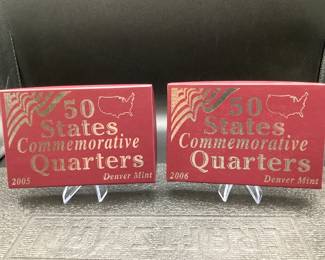 50
States
Commemorative
Quarters
2005 Denver Mint
50
States
Commemorative
Quarters
2006 Denver Mint